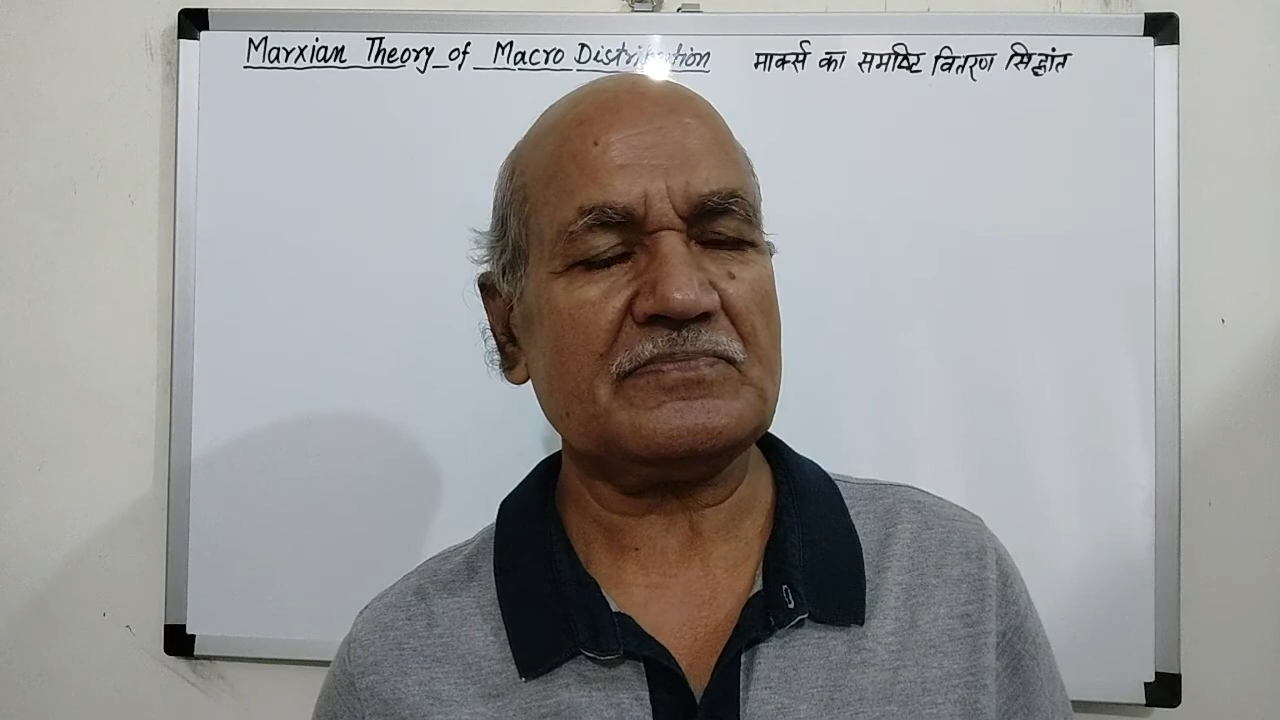 Marxian Theory of Macro Distribution मार्क्स का समष्टि वितरण सिद्धांत